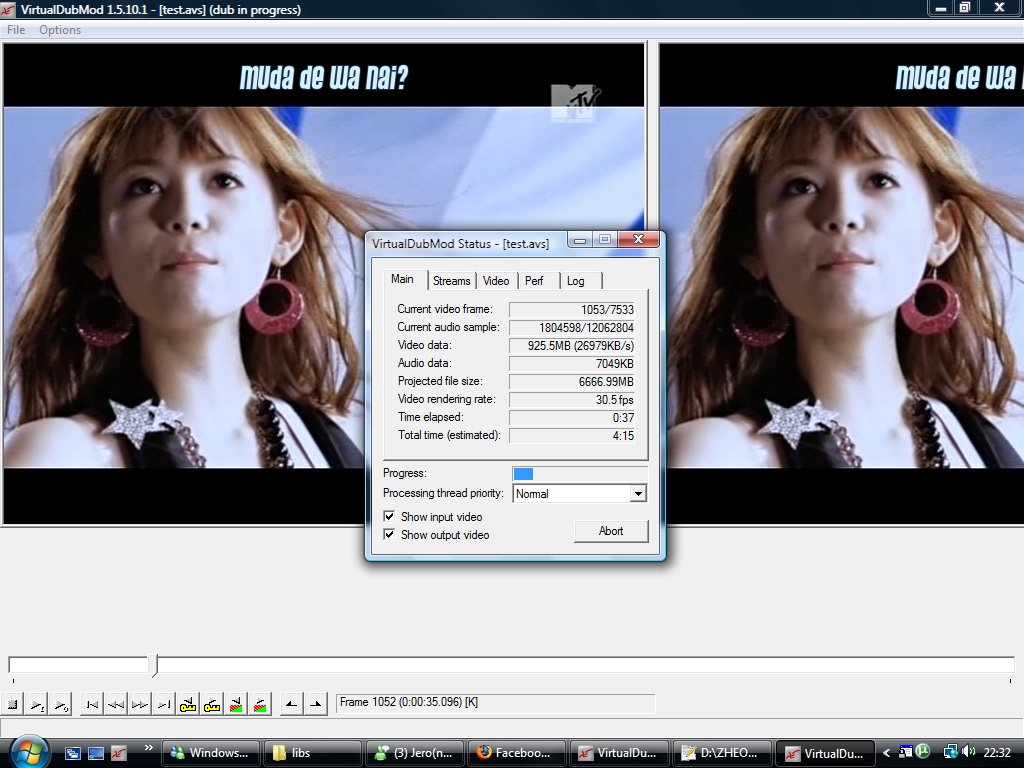 VirtualDubMod 1.5.10.1 - [test.avs] (dub in progress)
File Options
muda de wa nai?
MTV
muda de wa
VirtualDubMod Status - [test.avs]
Main Streams Video Perf Log
Current video frame: 1053/7533
Current audio sample: 1804598/12062804
Video data: 925.5MB (26979KB/s)
Audio data: 7049KB
Projected file size: 6666.99MB
Video rendering rate: 30.5 fps
Time elapsed: 0:37
Total time (estimated): 4:15
Progress:
Processing thread priority: Normal
Show input video
Show output video
Abort
Frame 1052 (0:00:35.096) [K]
Windows... libs (3) Jero(n... Faceboo... VirtualDu... D:\ZHEO... VirtualDu... 22:32